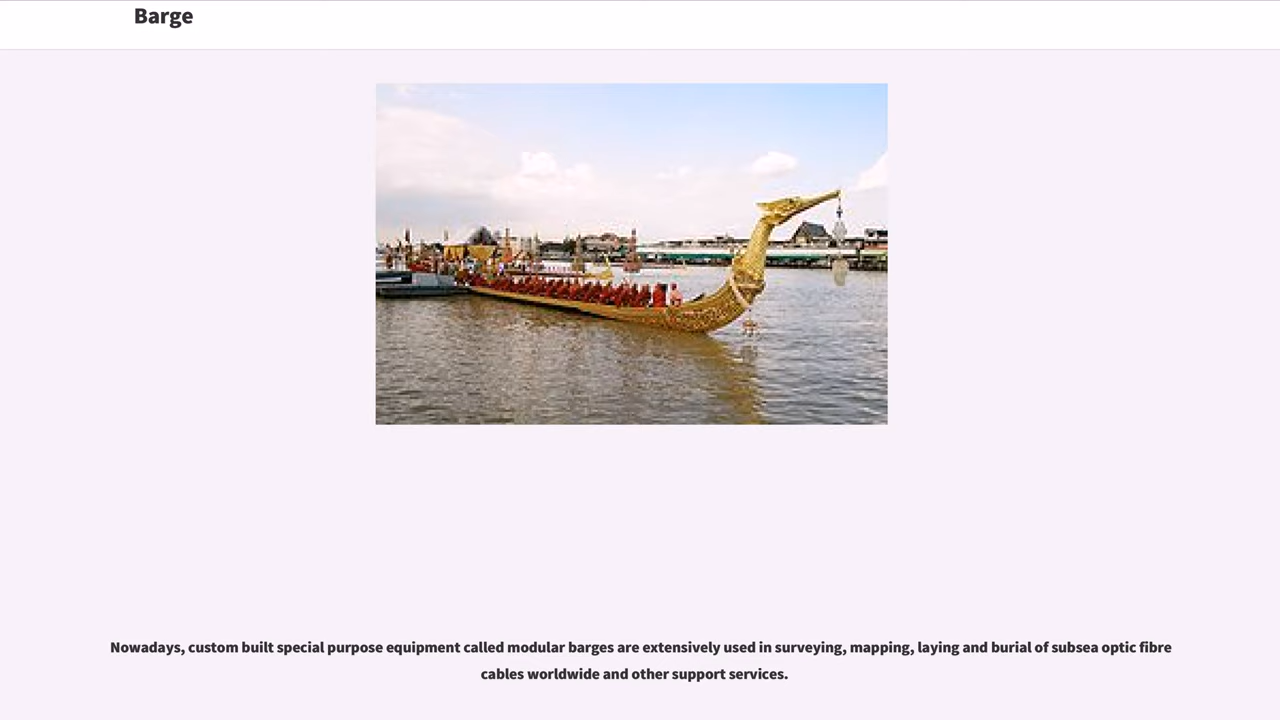 Barge
Nowadays, custom built special purpose equipment called modular barges are extensively used in surveying, mapping, laying and burial of subsea optic fibre
cables worldwide and other support services.